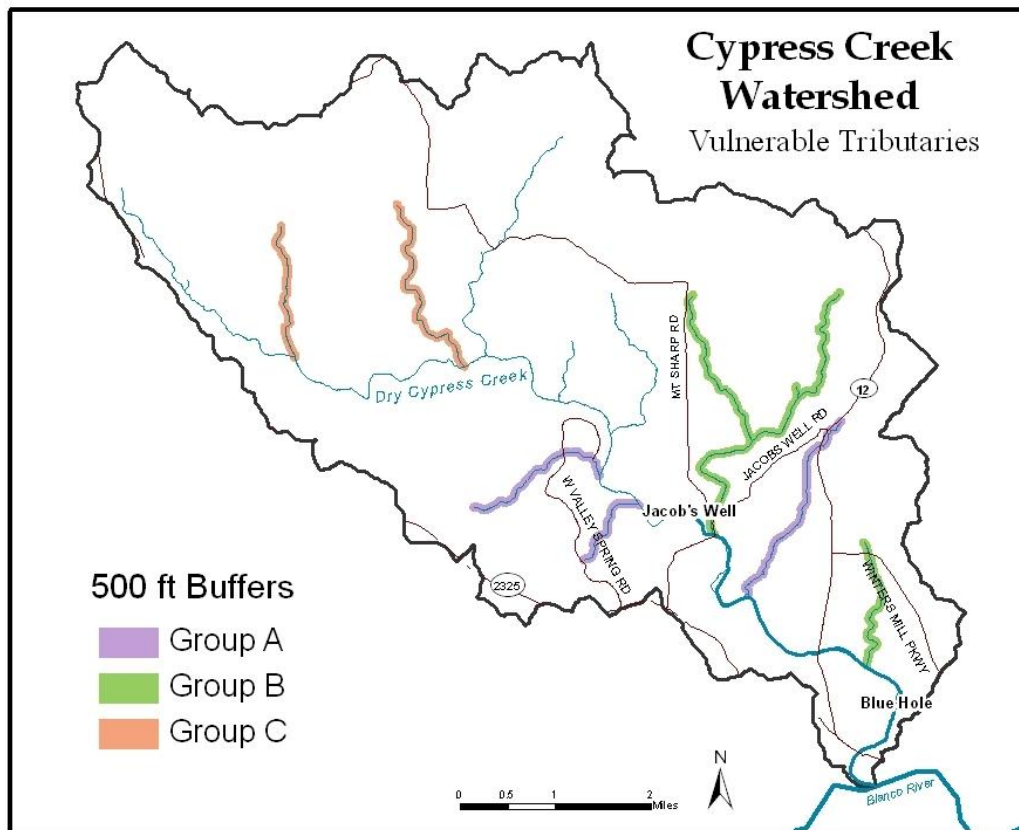 Cypress Creek
Watershed
Vulnerable Tributaries
MT SHARP RD
12
Dry Cypress Creek
JACOBS WELL RD
W VALLEY SPRING RD
Jacob's Well
2325
WINTERS MILL PKWY
500 ft Buffers
Group A
Group B
Group C
Blue Hole
N
0 0.5 1 2
Miles
Blanco River